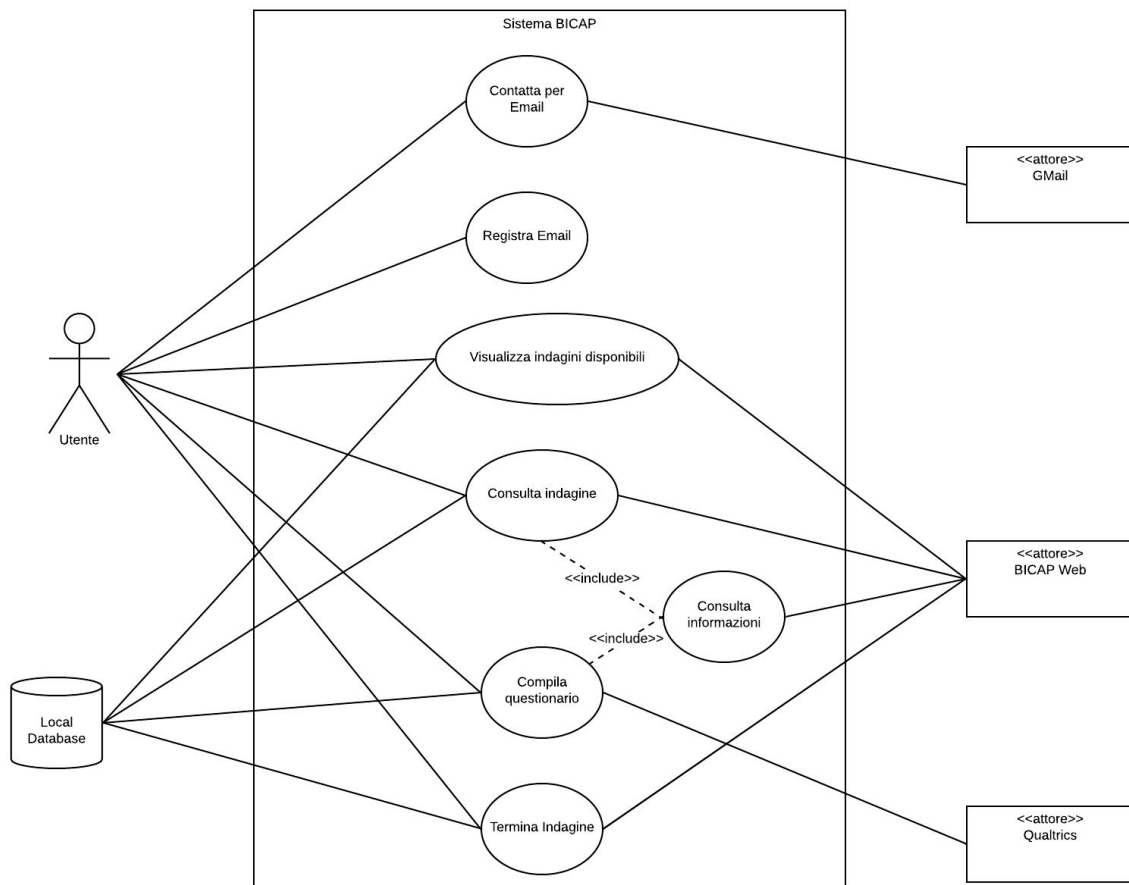 Sistema BICAP
Contatta per
Email
<<attore>>
GMail
Registra Email
Visualizza indagini disponibili
Utente
Consulta indagine
<<attore>>
BICAP Web
<<include>>
Consulta
informazioni
<<include>>
Compila
questionario
Local
Database
Termina Indagine
<<attore>>
Qualtrics